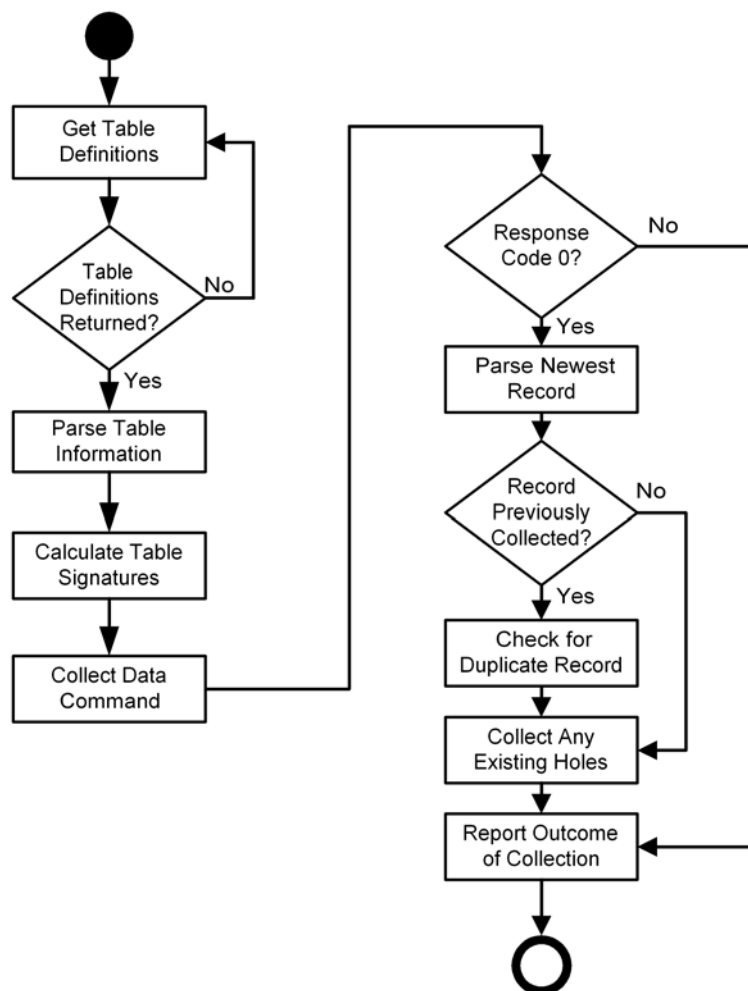 Get Table
Definitions
Table
Definitions
Returned?
No
Yes
Parse Table
Information
Calculate Table
Signatures
Collect Data
Command
Response
Code 0?
No
Yes
Parse Newest
Record
Record
Previously
Collected?
No
Yes
Check for
Duplicate Record
Collect Any
Existing Holes
Report Outcome
of Collection